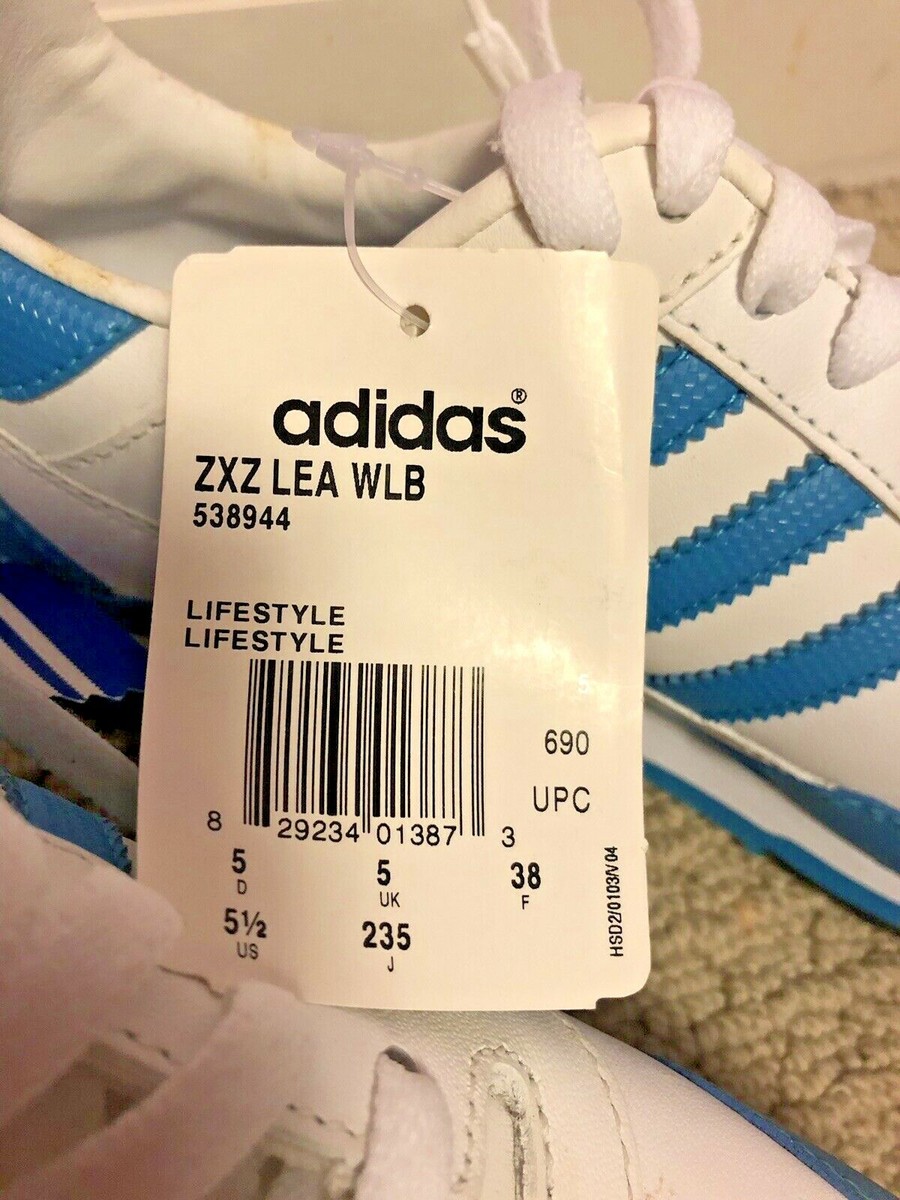 adidas®
ZXZ LEA WLB
538944
LIFESTYLE
LIFESTYLE
5
690
UPC
8 29234 01387 3
5 5 38
D UK F
5½ 235
US J
HSD2/0103/V04